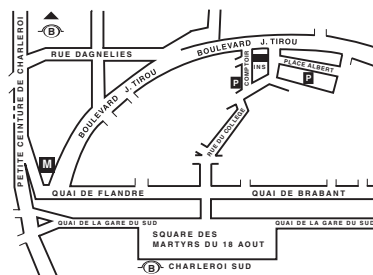 B
RUE DAGNELIES
BOULEVARD J. TIROU
PETITE CEINTURE DE CHARLEROI
BOULEVARD J. TIROU
COMPTOIR
INS
PLACE ALBERT
P
P
RUE DU COLLEGE
M
QUAI DE FLANDRE
QUAI DE BRABANT
QUAI DE LA GARE DU SUD
QUAI DE LA GARE DU SUD
SQUARE DES
MARTYRS DU 18 AOUT
B CHARLEROI SUD